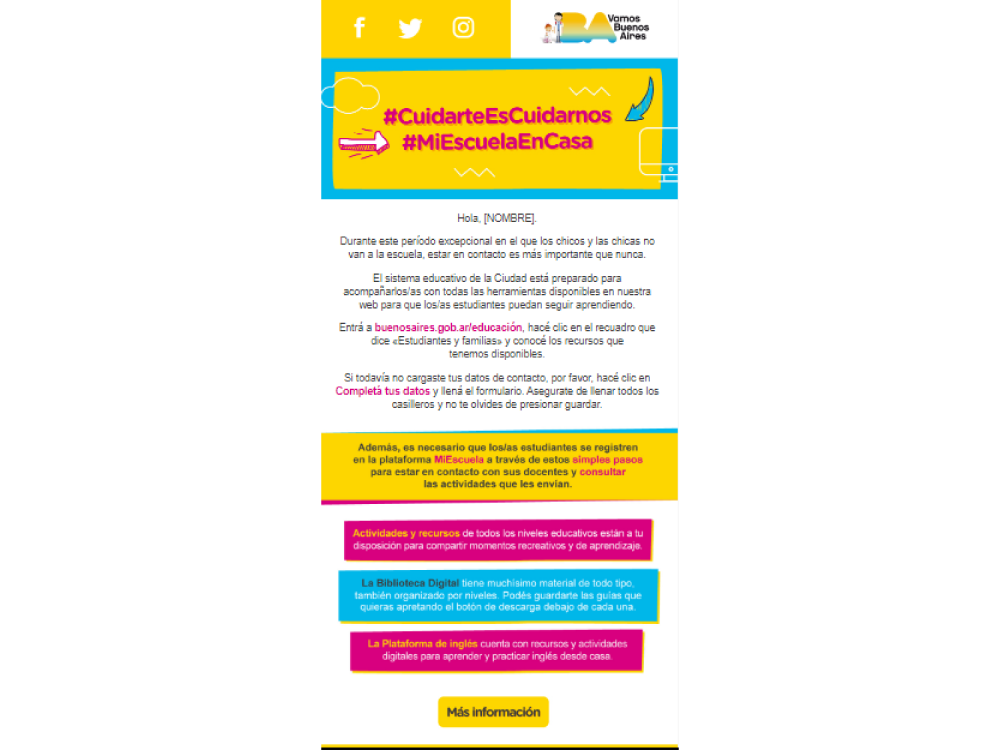 BA
Vamos
Buenos
Aires
#CuidarteEsCuidarnos
#MiEscuelaEnCasa
Hola, [NOMBRE].
Durante este período excepcional en el que los chicos y las chicas no
van a la escuela, estar en contacto es más importante que nunca.
El sistema educativo de la Ciudad está preparado para
acompañarlos/as con todas las herramientas disponibles en nuestra
web para que los/as estudiantes puedan seguir aprendiendo.
Entrá a buenosaires.gob.ar/educación, hacé clic en el recuadro que
dice «Estudiantes y familias» y conocé los recursos que
tenemos disponibles.
Si todavía no cargaste tus datos de contacto, por favor, hacé clic en
Completá tus datos y llená el formulario. Asegurate de llenar todos los
casilleros y no te olvides de presionar guardar.
Además, es necesario que los/as estudiantes se registren
en la plataforma MiEscuela a través de estos simples pasos
para estar en contacto con sus docentes y consultar
las actividades que les envían.
Actividades y recursos de todos los niveles educativos están a tu
disposición para compartir momentos recreativos y de aprendizaje.
La Biblioteca Digital tiene muchísimo material de todo tipo,
también organizado por niveles. Podés guardarte las guías que
quieras apretando el botón de descarga debajo de cada una.
La Plataforma de inglés cuenta con recursos y actividades
digitales para aprender y practicar inglés desde casa.
Más información